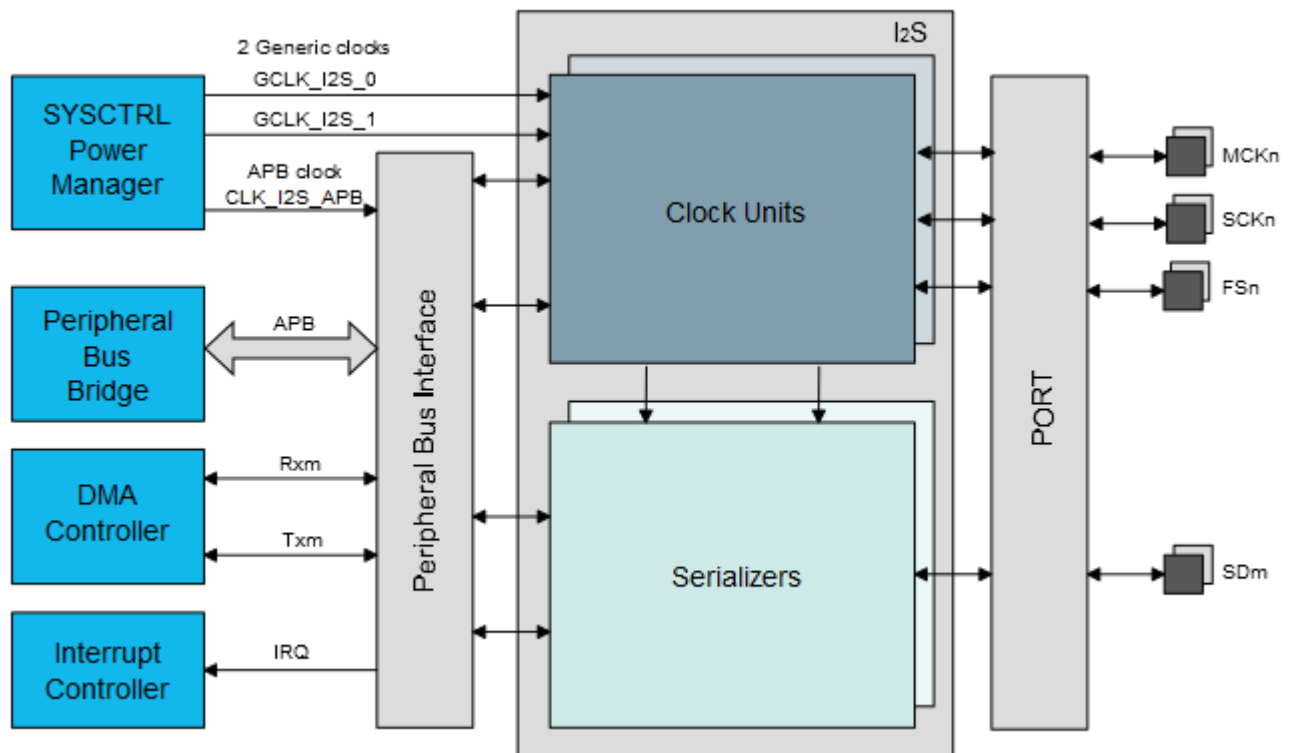 I2S
2 Generic clocks
GCLK_I2S_0
SYSCTRL
Power
Manager
GCLK_I2S_1
APB clock
CLK_I2S_APB
Clock Units
MCKn
SCKn
FSn
Peripheral
Bus
Bridge
APB
Peripheral Bus Interface
PORT
DMA
Controller
Rxm
Txm
Serializers
SDm
Interrupt
Controller
IRQ